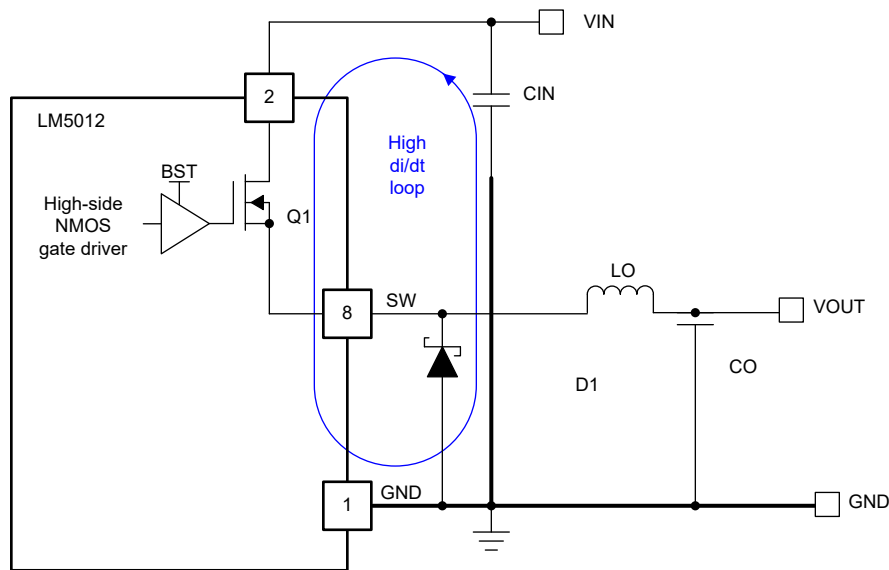 VIN
2
CIN
LM5012
High
di/dt
loop
BST
High-side
NMOS
gate driver
Q1
LO
8
SW
VOUT
D1
CO
1
GND
GND